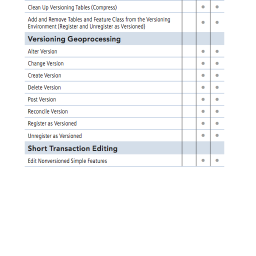 Clean Up Versioning Tables (Compress)
Add and Remove Tables and Feature Class from the Versioning
Environment (Register and Unregister as Versioned)
Versioning Geoprocessing
Alter Version
Change Version
Create Version
Delete Version
Post Version
Reconcile Version
Register as Versioned
Unregister as Versioned
Short Transaction Editing
Edit Nonversioned Simple Features